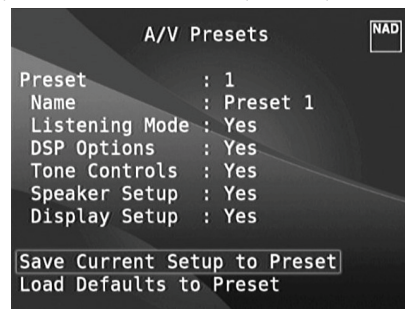 A/V Presets
NAD
Preset : 1
Name : Preset 1
Listening Mode : Yes
DSP Options : Yes
Tone Controls : Yes
Speaker Setup : Yes
Display Setup : Yes
Save Current Setup to Preset
Load Defaults to Preset